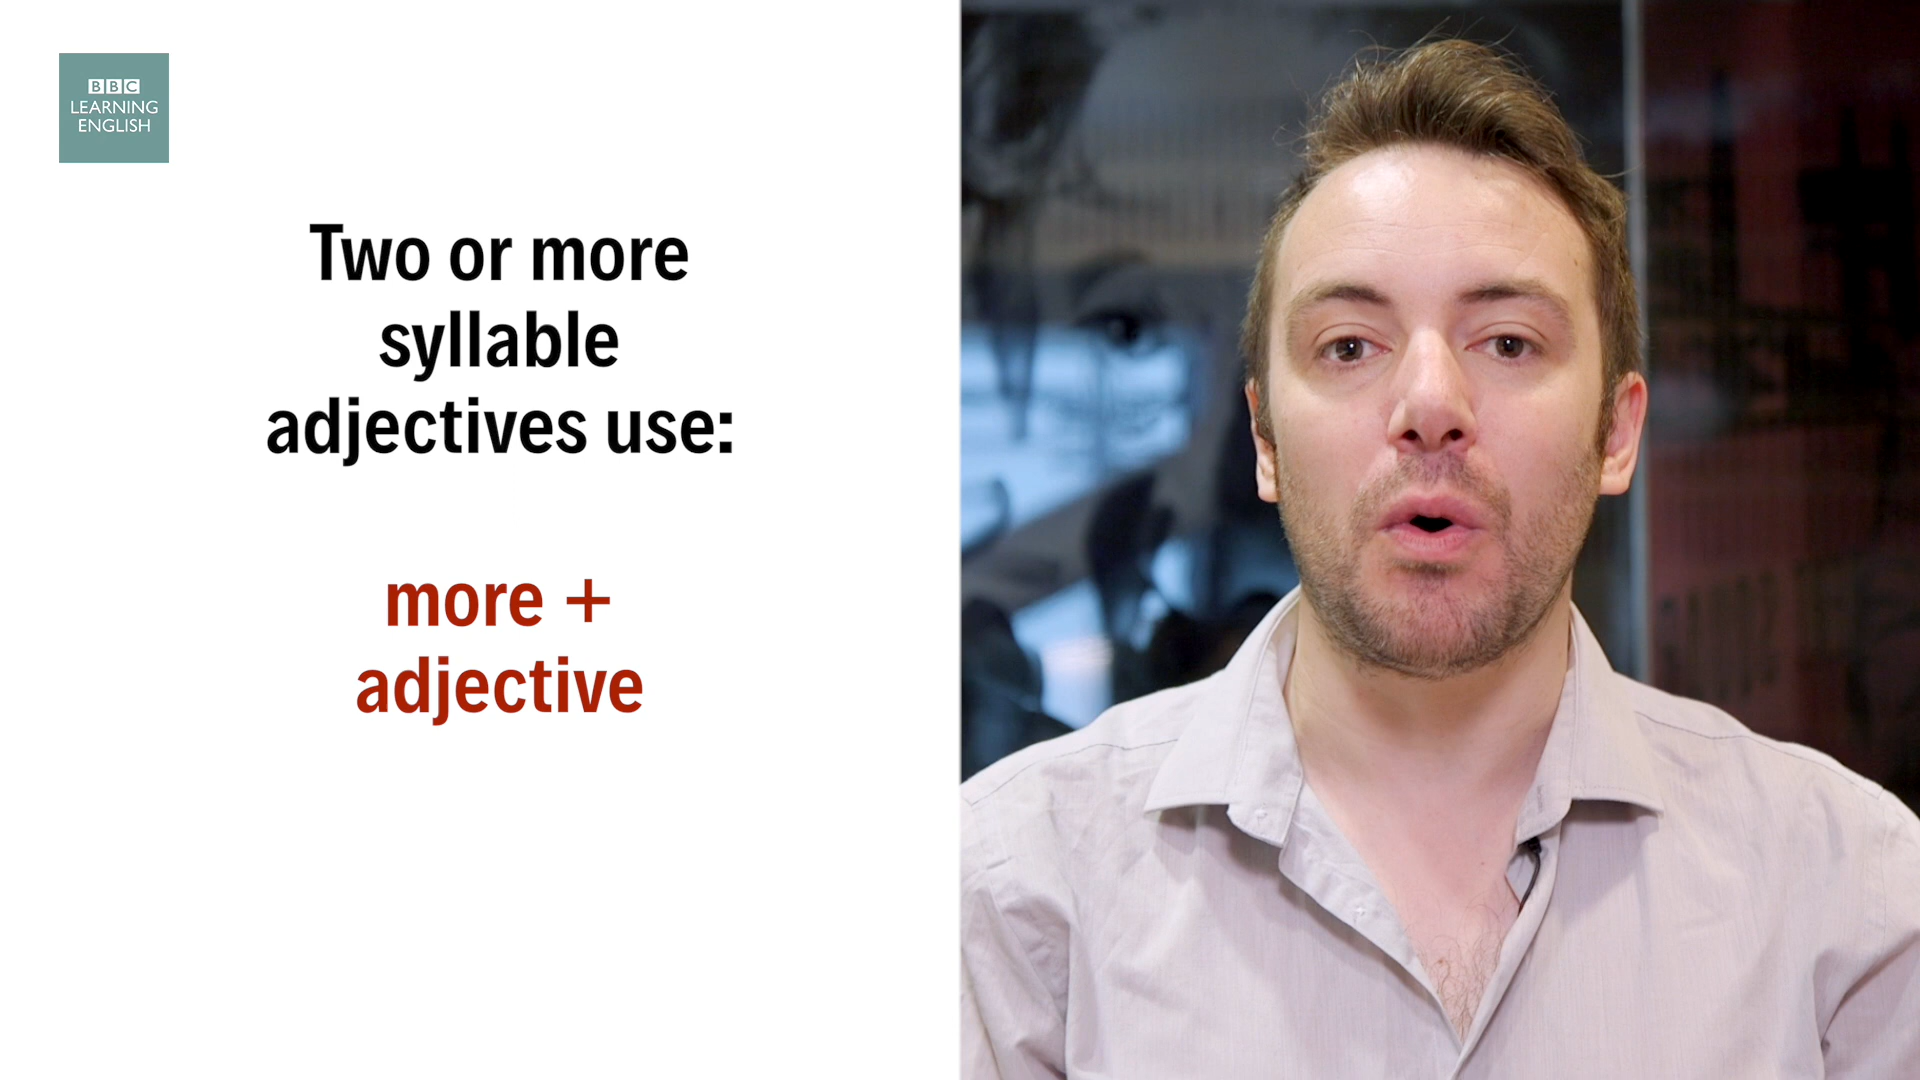 BBC
LEARNING
ENGLISH
Two or more
syllable
adjectives use:
more +
adjective